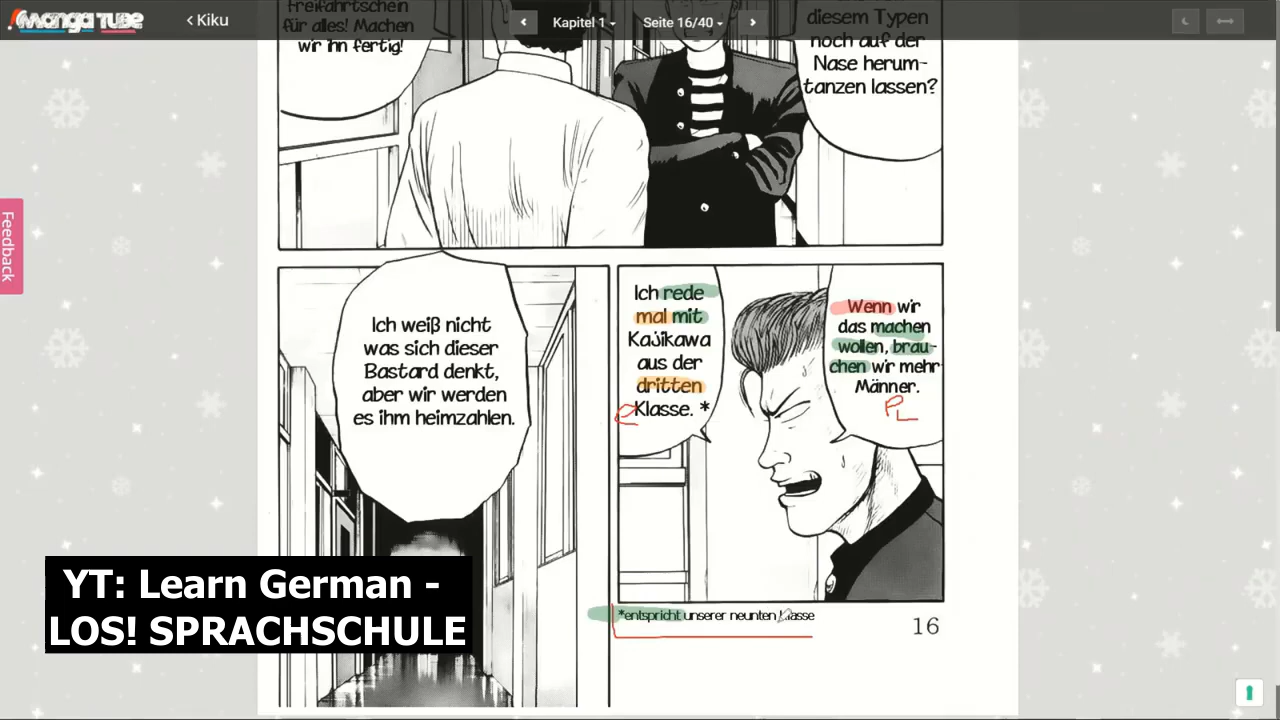 MANGA TUBE
Kiku
Kapitel 1
Seite 16/40
Feedback
freifahrtschein
für alles! Machen
wir ihn fertig!
diesem Typen
noch auf der
Nase herum-
tanzen lassen?
Wenn wir
das machen
wollen, brau-
chen wir mehr
Männer.
PL
Ich rede
mal mit
Kajikawa
aus der
dritten
Klasse. *
Ich weiß nicht
was sich dieser
Bastard denkt,
aber wir werden
es ihm heimzahlen.
*entspricht unserer neunten Klasse
16
YT: Learn German -
LOS! SPRACHSCHULE